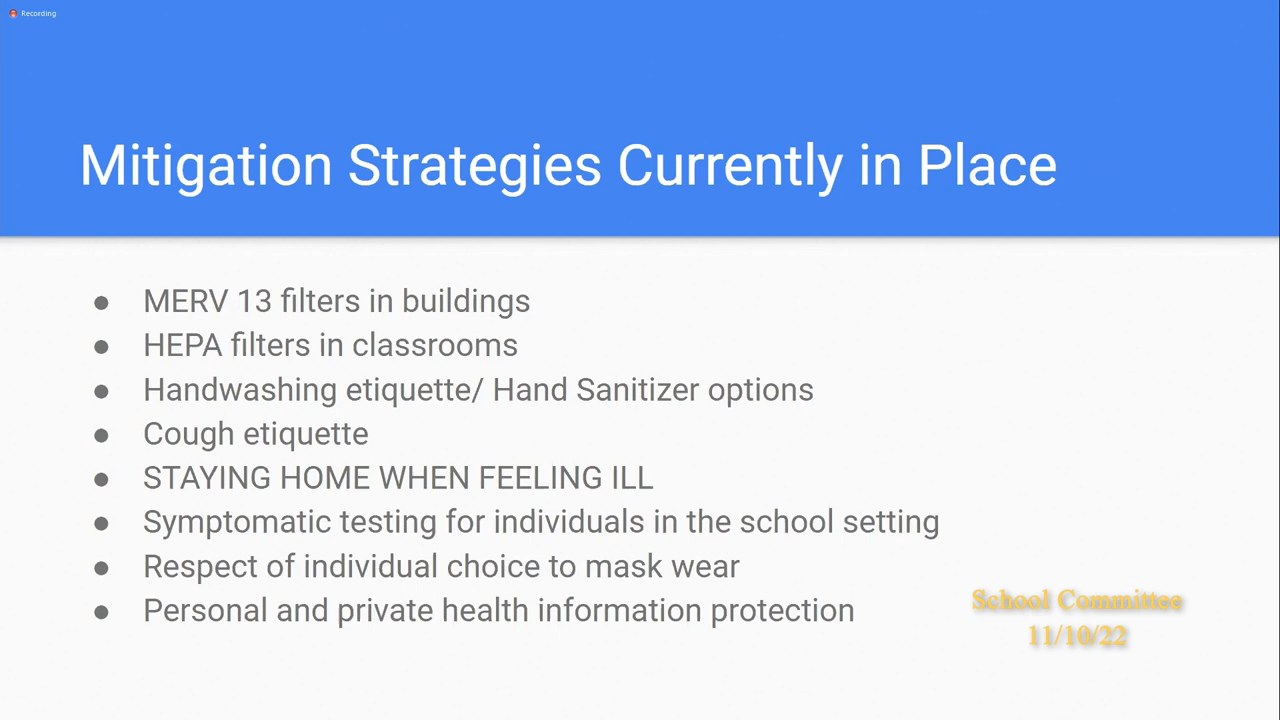 Recording
Mitigation Strategies Currently in Place
● MERV 13 filters in buildings
● HEPA filters in classrooms
● Handwashing etiquette/ Hand Sanitizer options
● Cough etiquette
● STAYING HOME WHEN FEELING ILL
● Symptomatic testing for individuals in the school setting
● Respect of individual choice to mask wear
● Personal and private health information protection
School Committee
11/10/22